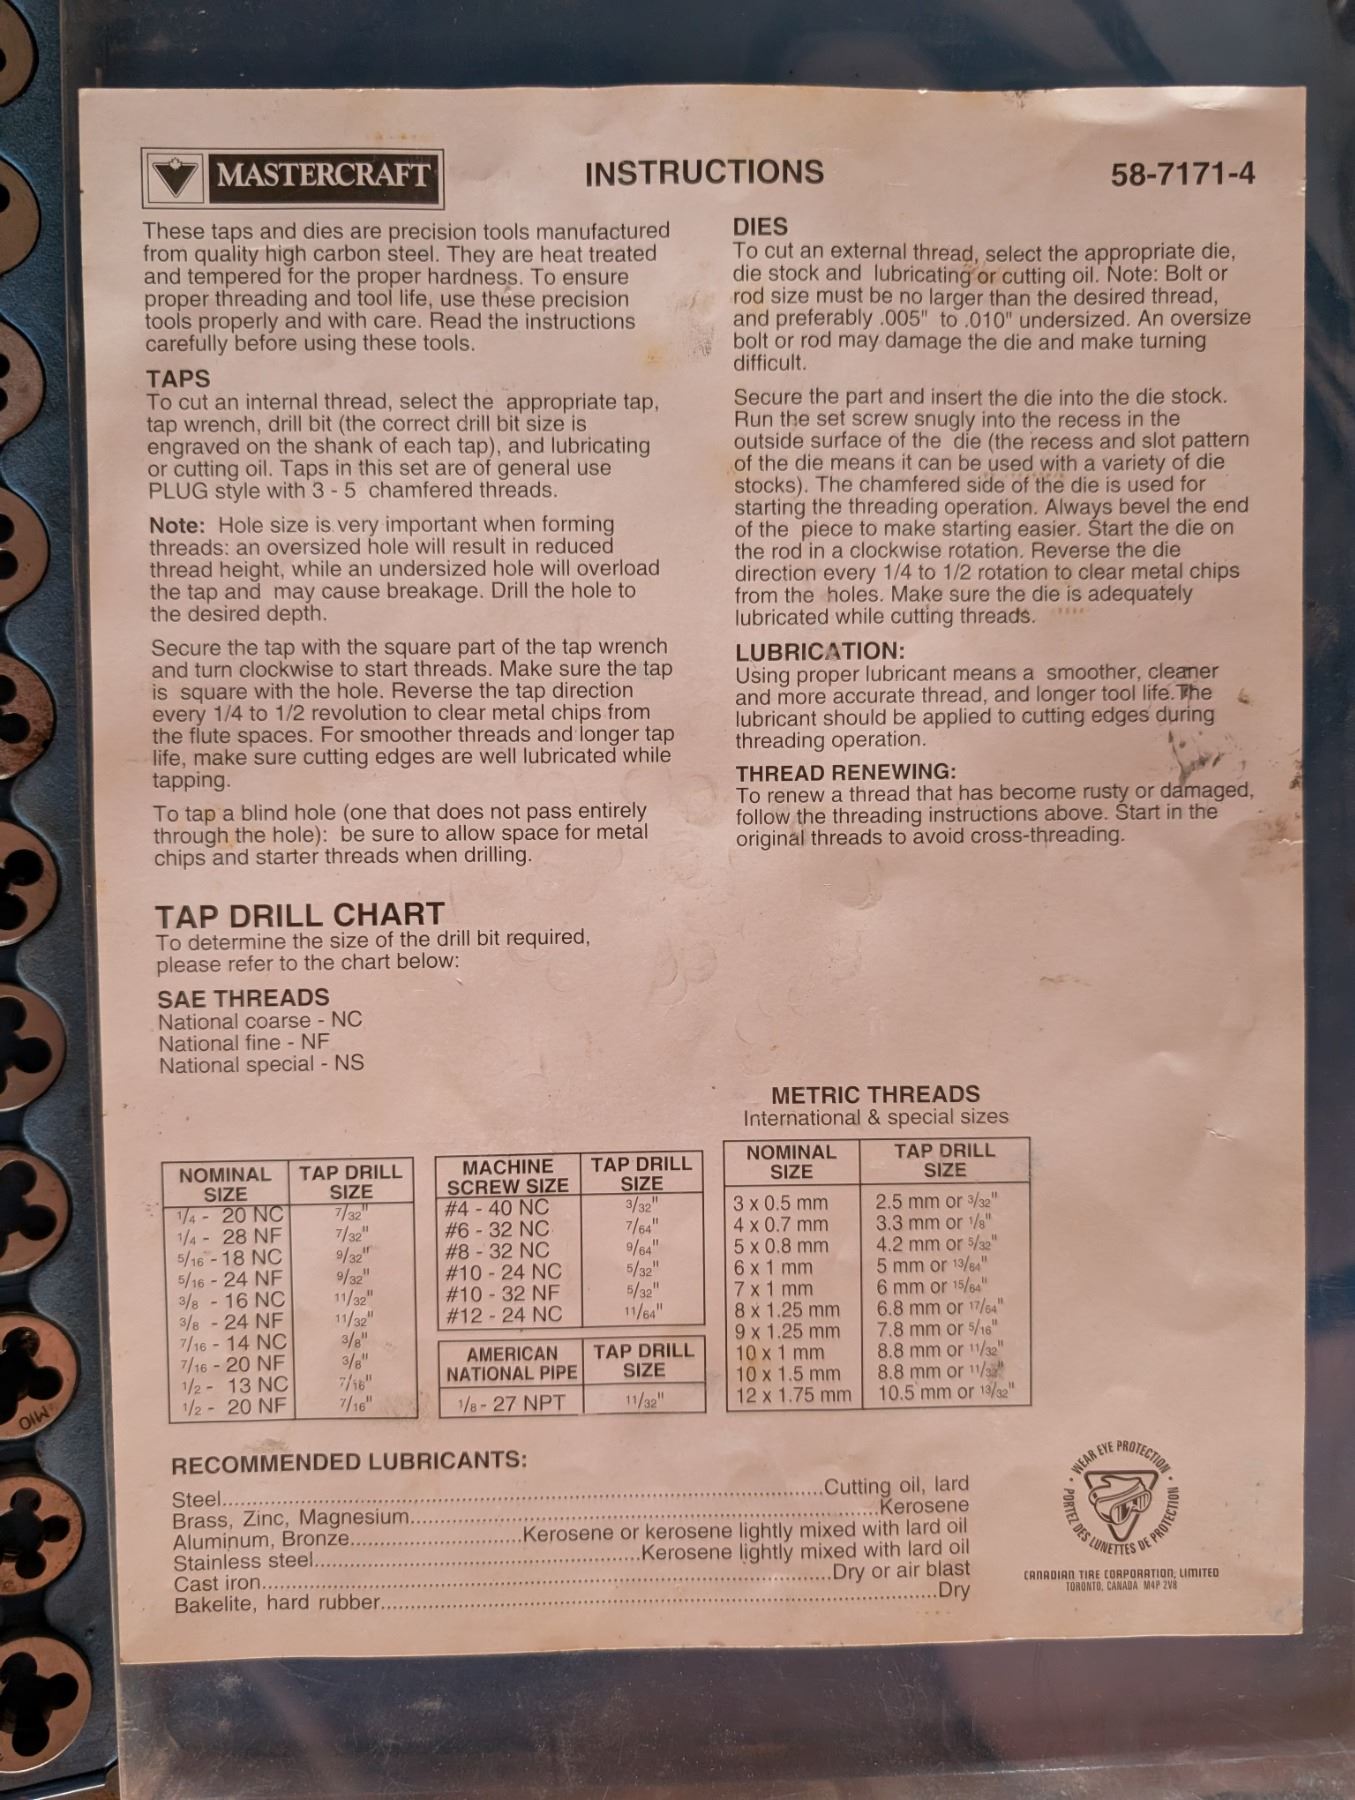 MASTERCRAFT
INSTRUCTIONS
58-7171-4
These taps and dies are precision tools manufactured
from quality high carbon steel. They are heat treated
and tempered for the proper hardness. To ensure
proper threading and tool life, use these precision
tools properly and with care. Read the instructions
carefully before using these tools.
TAPS
To cut an internal thread, select the appropriate tap,
tap wrench, drill bit (the correct drill bit size is
engraved on the shank of each tap), and lubricating
or cutting oil. Taps in this set are of general use
PLUG style with 3 - 5 chamfered threads.
Note: Hole size is very important when forming
threads: an oversized hole will result in reduced
thread height, while an undersized hole will overload
the tap and may cause breakage. Drill the hole to
the desired depth.
Secure the tap with the square part of the tap wrench
and turn clockwise to start threads. Make sure the tap
is square with the hole. Reverse the tap direction
every 1/4 to 1/2 revolution to clear metal chips from
the flute spaces. For smoother threads and longer tap
life, make sure cutting edges are well lubricated while
tapping.
To tap a blind hole (one that does not pass entirely
through the hole): be sure to allow space for metal
chips and starter threads when drilling.
DIES
To cut an external thread, select the appropriate die,
die stock and lubricating or cutting oil. Note: Bolt or
rod size must be no larger than the desired thread,
and preferably .005" to .010" undersized. An oversize
bolt or rod may damage the die and make turning
difficult.
Secure the part and insert the die into the die stock.
Run the set screw snugly into the recess in the
outside surface of the die (the recess and slot pattern
of the die means it can be used with a variety of die
stocks). The chamfered side of the die is used for
starting the threading operation. Always bevel the end
of the piece to make starting easier. Start the die on
the rod in a clockwise rotation. Reverse the die
direction every 1/4 to 1/2 rotation to clear metal chips
from the holes. Make sure the die is adequately
lubricated while cutting threads.
LUBRICATION:
Using proper lubricant means a smoother, cleaner
and more accurate thread, and longer tool life. The
lubricant should be applied to cutting edges during
threading operation.
THREAD RENEWING:
To renew a thread that has become rusty or damaged,
follow the threading instructions above. Start in the
original threads to avoid cross-threading.
TAP DRILL CHART
To determine the size of the drill bit required,
please refer to the chart below:
SAE THREADS
National coarse - NC
National fine - NF
National special - NS
NOMINAL SIZE TAP DRILL SIZE
1/4 - 20 NC 7/32"
1/4 - 28 NF 7/32"
5/16 - 18 NC 9/32"
5/16 - 24 NF 9/32"
3/8 - 16 NC 11/32"
3/8 - 24 NF 11/32"
7/16 - 14 NC 3/8"
7/16 - 20 NF 3/8"
1/2 - 13 NC 7/16"
1/2 - 20 NF 7/16"
MACHINE SCREW SIZE TAP DRILL SIZE
#4 - 40 NC 3/32"
#6 - 32 NC 7/64"
#8 - 32 NC 9/64"
#10 - 24 NC 5/32"
#10 - 32 NF 5/32"
#12 - 24 NC 11/64"
AMERICAN NATIONAL PIPE TAP DRILL SIZE
1/8 - 27 NPT 11/32"
METRIC THREADS
International & special sizes
NOMINAL SIZE TAP DRILL SIZE
3 x 0.5 mm 2.5 mm or 3/32"
4 x 0.7 mm 3.3 mm or 1/8"
5 x 0.8 mm 4.2 mm or 5/32"
6 x 1 mm 5 mm or 13/64"
7 x 1 mm 6 mm or 15/64"
8 x 1.25 mm 6.8 mm or 17/64"
9 x 1.25 mm 7.8 mm or 5/16"
10 x 1 mm 8.8 mm or 11/32"
10 x 1.5 mm 8.8 mm or 11/32"
12 x 1.75 mm 10.5 mm or 13/32"
RECOMMENDED LUBRICANTS:
Steel...Cutting oil, lard
Brass, Zinc, Magnesium...Kerosene
Aluminum, Bronze...Kerosene or kerosene lightly mixed with lard oil
Stainless steel...Kerosene lightly mixed with lard oil
Cast iron...Dry or air blast
Bakelite, hard rubber...Dry
WEAR EYE PROTECTION
PORTEZ DES LUNETTES DE PROTECTION
CANADIAN TIRE CORPORATION, LIMITED
TORONTO, CANADA M4P 2V8
M10